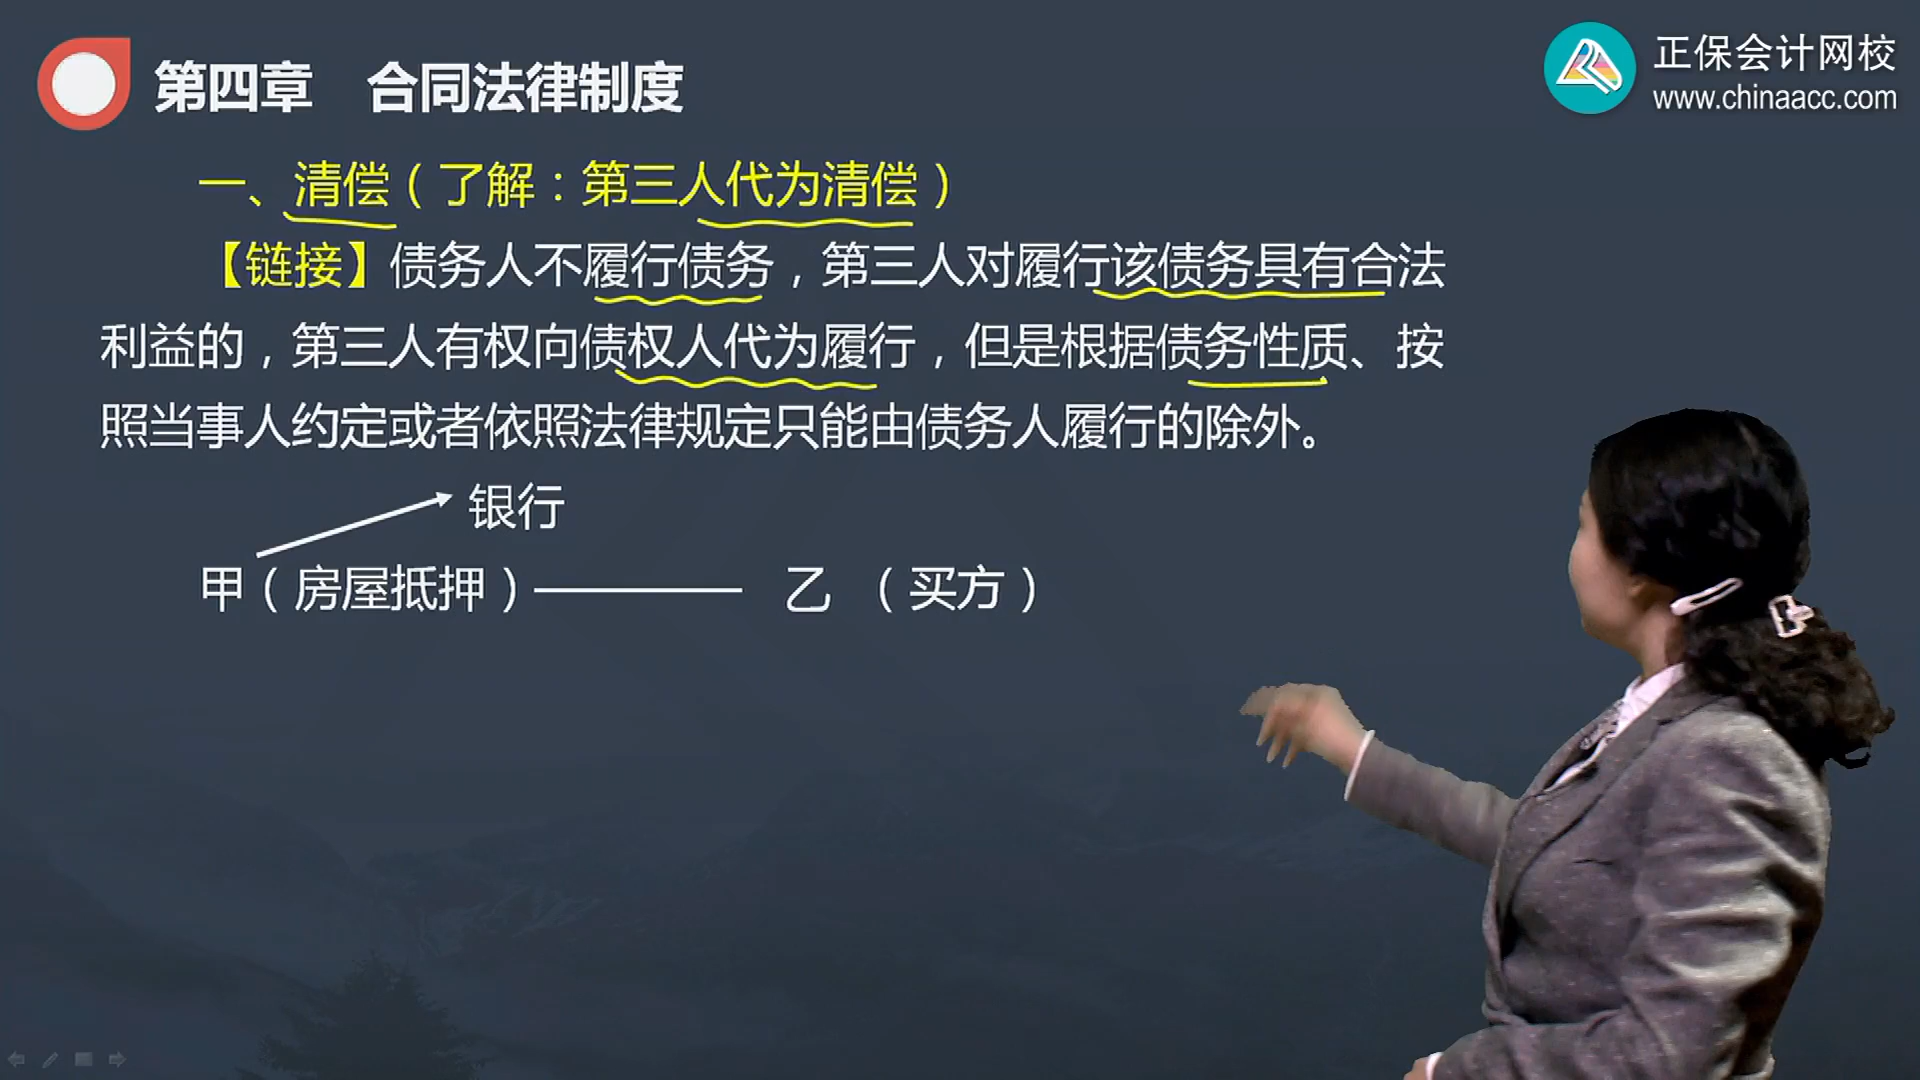 第四章 合同法律制度
正保会计网校
www.chinaacc.com
一、清偿（了解：第三人代为清偿）
【链接】债务人不履行债务，第三人对履行该债务具有合法
利益的，第三人有权向债权人代为履行，但是根据债务性质、按
照当事人约定或者依照法律规定只能由债务人履行的除外。
银行
甲（房屋抵押） 乙 （买方）